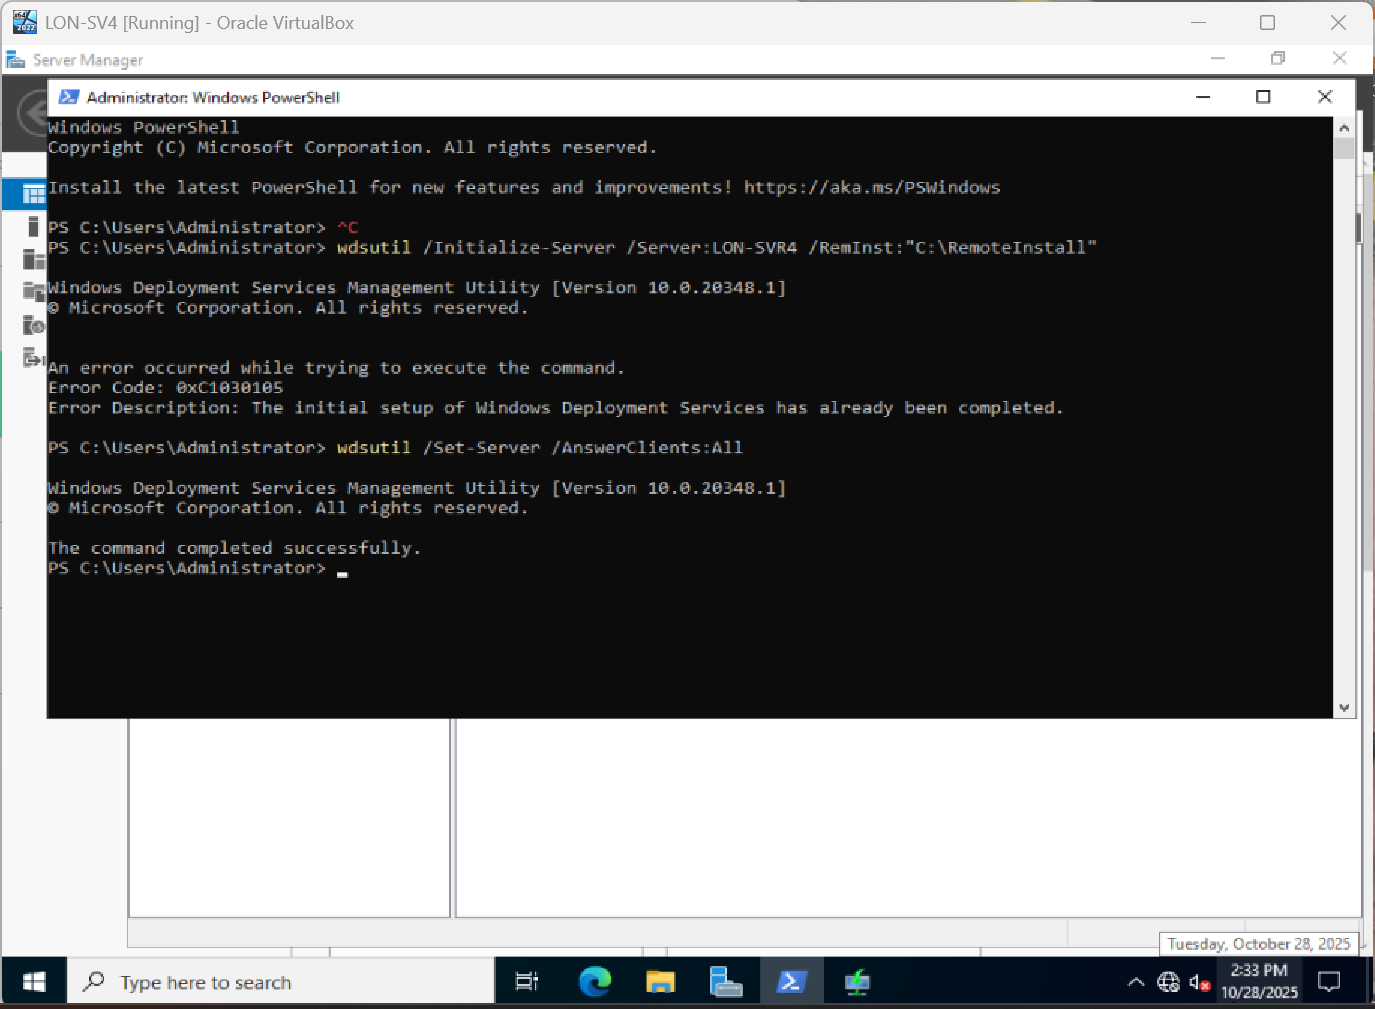 LON-SV4 [Running] - Oracle VirtualBox
Server Manager
Administrator: Windows PowerShell
Windows PowerShell
Copyright (C) Microsoft Corporation. All rights reserved.
Install the latest PowerShell for new features and improvements! https://aka.ms/PSWindows
PS C:\Users\Administrator> ^C
PS C:\Users\Administrator> wdsutil /Initialize-Server /Server:LON-SVR4 /RemInst:"C:\RemoteInstall"
Windows Deployment Services Management Utility [Version 10.0.20348.1]
© Microsoft Corporation. All rights reserved.
An error occurred while trying to execute the command.
Error Code: 0xC1030105
Error Description: The initial setup of Windows Deployment Services has already been completed.
PS C:\Users\Administrator> wdsutil /Set-Server /AnswerClients:All
Windows Deployment Services Management Utility [Version 10.0.20348.1]
© Microsoft Corporation. All rights reserved.
The command completed successfully.
PS C:\Users\Administrator>
Tuesday, October 28, 2025
Type here to search
2:33 PM
10/28/2025